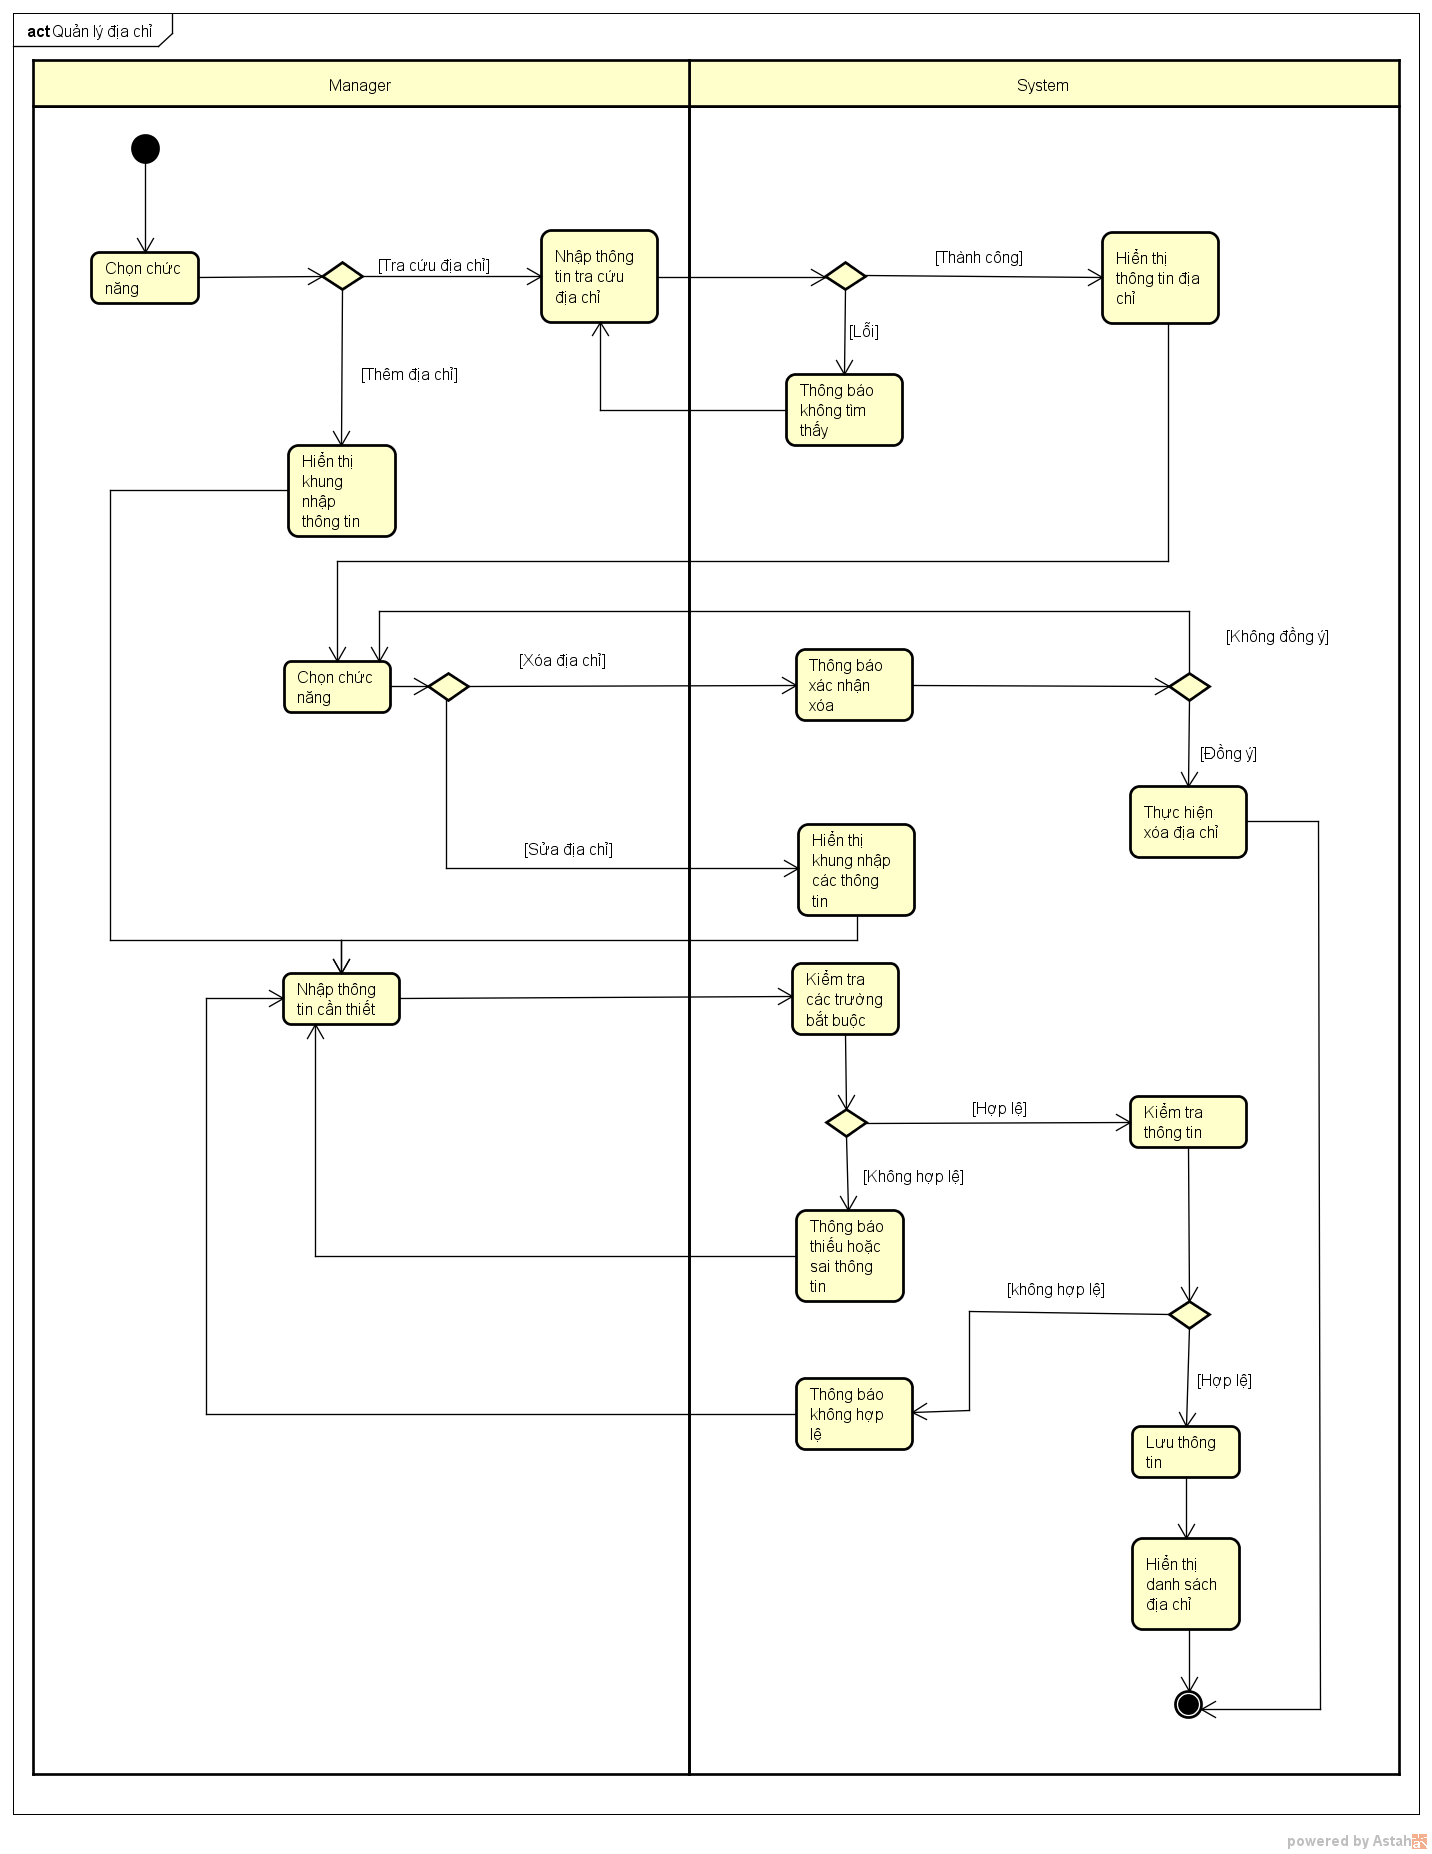 act Quản lý địa chỉ
Manager
System
Chọn chức
năng
[Tra cứu địa chỉ]
Nhập thông
tin tra cứu
địa chỉ
[Thành công]
Hiển thị
thông tin địa
chỉ
[Lỗi]
[Thêm địa chỉ]
Thông báo
không tìm
thấy
Hiển thị
khung
nhập
thông tin
[Không đồng ý]
Chọn chức
năng
[Xóa địa chỉ]
Thông báo
xác nhận
xóa
[Đồng ý]
Thực hiện
xóa địa chỉ
[Sửa địa chỉ]
Hiển thị
khung nhập
các thông
tin
Nhập thông
tin cần thiết
Kiểm tra
các trường
bắt buộc
[Hợp lệ]
Kiểm tra
thông tin
[Không hợp lệ]
Thông báo
thiếu hoặc
sai thông
tin
[không hợp lệ]
[Hợp lệ]
Thông báo
không hợp
lệ
Lưu thông
tin
Hiển thị
danh sách
địa chỉ
powered by Astah